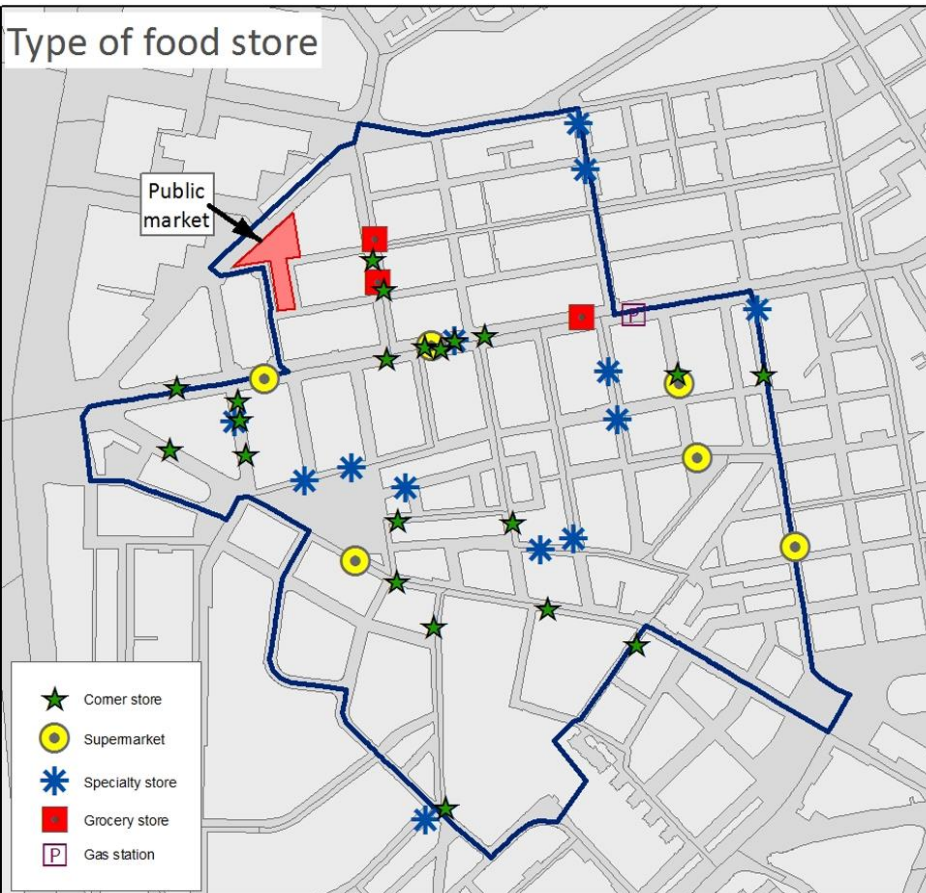 Type of food store
Public
market
P
Corner store
Supermarket
Specialty store
Grocery store
P Gas station